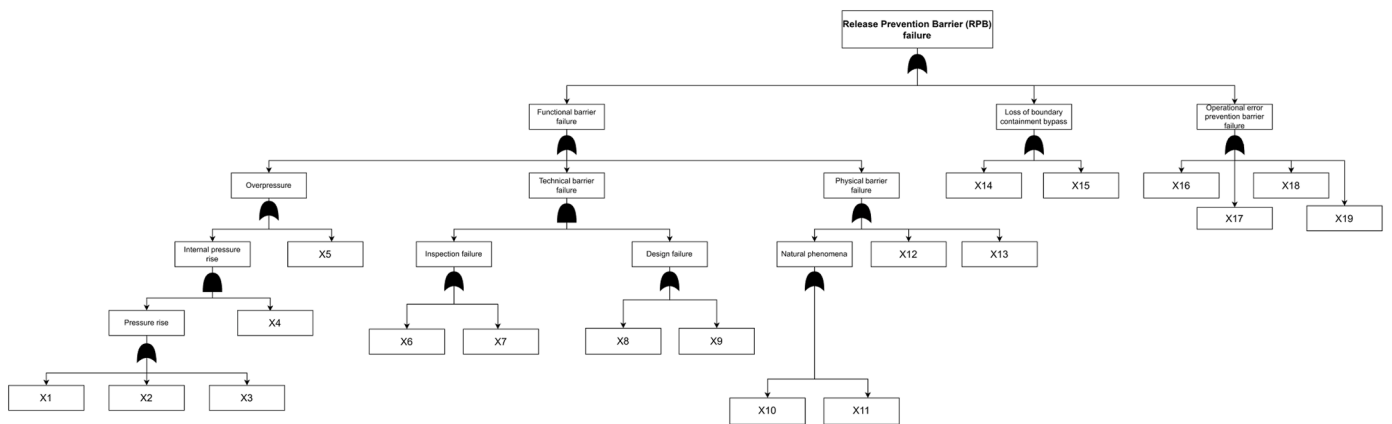 Release Prevention Barrier (RPB)
failure
Functional barrier
failure
Loss of boundary
containment bypass
Operational error
prevention barrier
failure
Overpressure
Technical barrier
failure
Physical barrier
failure
X14
X15
X16
X18
X17
X19
Internal pressure
rise
X5
Inspection failure
Design failure
Natural phenomena
X12
X13
Pressure rise
X4
X6
X7
X8
X9
X1
X2
X3
X10
X11